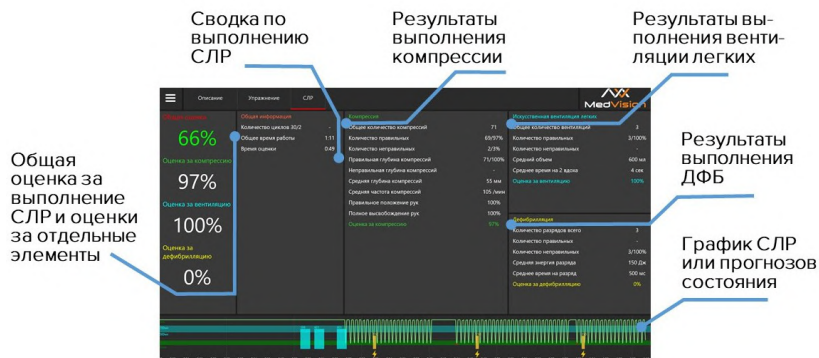 Сводка по
выполнению
СЛР
Результаты
выполнения
компрессии
Результаты вы-
полнения венти-
ляции легких
Общая
оценка за
выполнение
СЛР и оценки
за отдельные
элементы
Результаты
выполнения
ДФБ
График СЛР
или прогнозов
состояния
Описание
Упражнение
СЛР
MedVision
66%
Оценка за компрессию
97%
Оценка за вентиляцию
100%
Оценка за
дефибрилляцию
0%
Общая информация
Количество циклов 30/2 -
Общее время работы 1:11
Время оценки 0:49
Компрессия
Общее количество компрессий 71
Количество правильных 69/97%
Количество неправильных 2/3%
Правильная глубина компрессий 71/100%
Неправильная глубина компрессий -
Средняя глубина компрессий 55 мм
Средняя частота компрессий 105 /мин
Правильное положение рук 100%
Полное высвобождение рук 100%
Оценка за компрессию 97%
Искусственная вентиляция легких
Общее количество вентиляций 3
Количество правильных 3/100%
Количество неправильных -
Средний объем 600 мл
Среднее время на 2 вдоха 4 сек
Оценка за вентиляцию 100%
Дефибрилляция
Количество разрядов всего 3
Количество правильных -
Количество неправильных 3/100%
Средняя энергия разряда 150 Дж
Среднее время на разряд 500 мс
Оценка за дефибрилляцию 0%